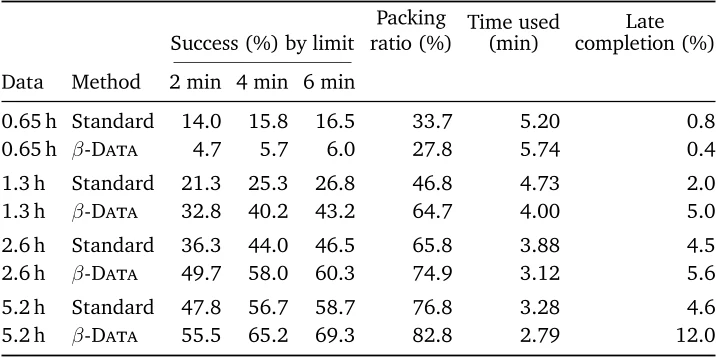 Success (%) by limit Packing ratio (%) Time used (min) Late completion (%)
Data Method 2 min 4 min 6 min
0.65 h Standard 14.0 15.8 16.5 33.7 5.20 0.8
0.65 h β-Data 4.7 5.7 6.0 27.8 5.74 0.4
1.3 h Standard 21.3 25.3 26.8 46.8 4.73 2.0
1.3 h β-Data 32.8 40.2 43.2 64.7 4.00 5.0
2.6 h Standard 36.3 44.0 46.5 65.8 3.88 4.5
2.6 h β-Data 49.7 58.0 60.3 74.9 3.12 5.6
5.2 h Standard 47.8 56.7 58.7 76.8 3.28 4.6
5.2 h β-Data 55.5 65.2 69.3 82.8 2.79 12.0